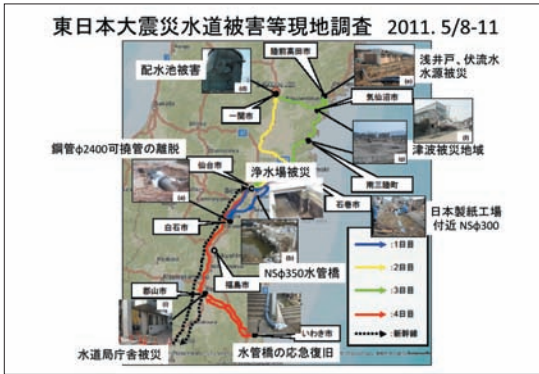 東日本大震災水道被害等現地調査 2011. 5/8-11
陸前高田市
配水池被害
(d)
(e)
浅井戸、伏流水
水源被災
一関市
気仙沼市
(f)
鋼管φ2400可撓管の離脱
(g)
津波被災地域
仙台市
浄水場被災
南三陸町
(a)
石巻市
日本製紙工場
付近 NSφ300
白石市
(h)
:1日目
NSφ350水管橋
:2日目
福島市
:3日目
郡山市
:4日目
いわき市
:新幹線
水道局庁舎被災
水管橋の応急復旧